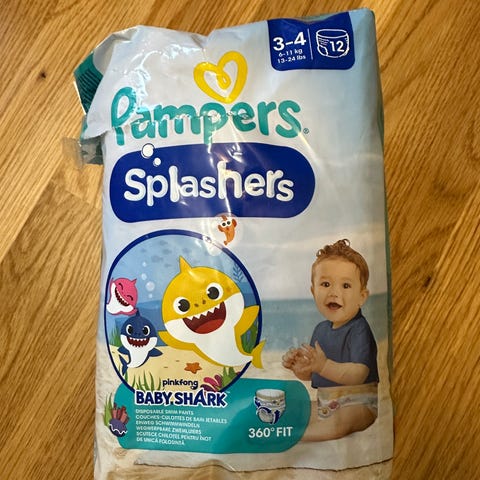 3-4
6-11 kg
13-24 lbs
12
Pampers®
Splashers
pinkfong
BABY SHARK
DISPOSABLE SWIM PANTS
COUCHES-CULOTTES DE BAIN JETABLES
EINWEG SCHWIMMWINDELN
WEGWERPBARE ZWEMLUIERS
SCUTECE CHILOȚEL PENTRU ÎNOT
DE UNICĂ FOLOSINȚĂ
360° FIT